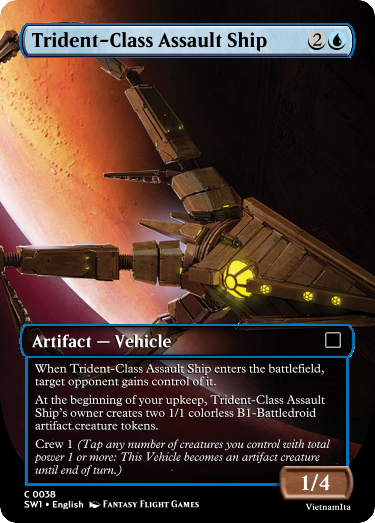 Trident-Class Assault Ship 2
Artifact — Vehicle
When Trident-Class Assault Ship enters the battlefield,
target opponent gains control of it.
At the beginning of your upkeep, Trident-Class Assault
Ship's owner creates two 1/1 colorless B1-Battledroid
artifact creature tokens.
Crew 1 (Tap any number of creatures you control with total
power 1 or more: This Vehicle becomes an artifact creature
until end of turn.)
1/4
C 0038
SW1 • English Fantasy Flight Games
VietnamIta